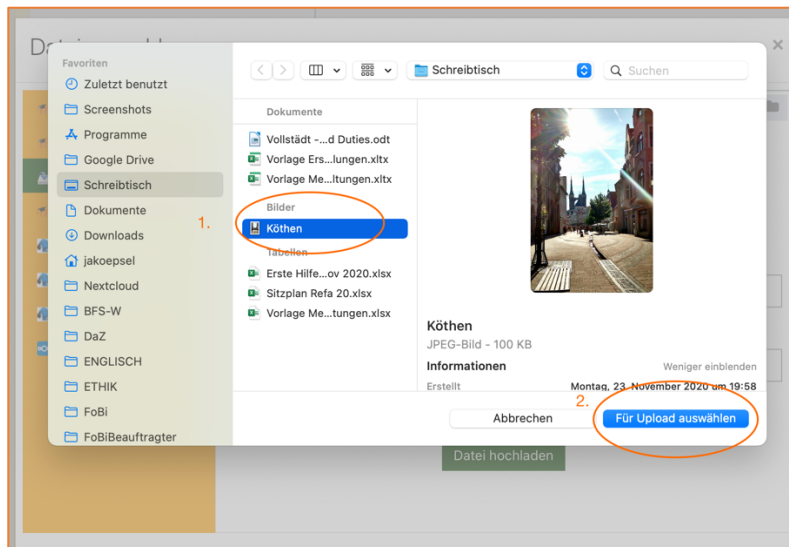 Favoriten
Zuletzt benutzt
Screenshots
Programme
Google Drive
Schreibtisch
Dokumente
Downloads
jakoepsel
Nextcloud
BFS-W
DaZ
ENGLISCH
ETHIK
FoBi
FoBiBeauftragter
1.
Schreibtisch
Suchen
Dokumente
Vollstädt -...d Duties.odt
Vorlage Ers...lungen.xltx
Vorlage Me...ltungen.xltx
Bilder
Köthen
Tabellen
Erste Hilfe...ov 2020.xlsx
Sitzplan Refa 20.xlsx
Vorlage Me...tungen.xlsx
Köthen
JPEG-Bild - 100 KB
Informationen Weniger einblenden
Erstellt Montag, 23. November 2020 um 19:58
2.
Abbrechen Für Upload auswählen
Datei hochladen